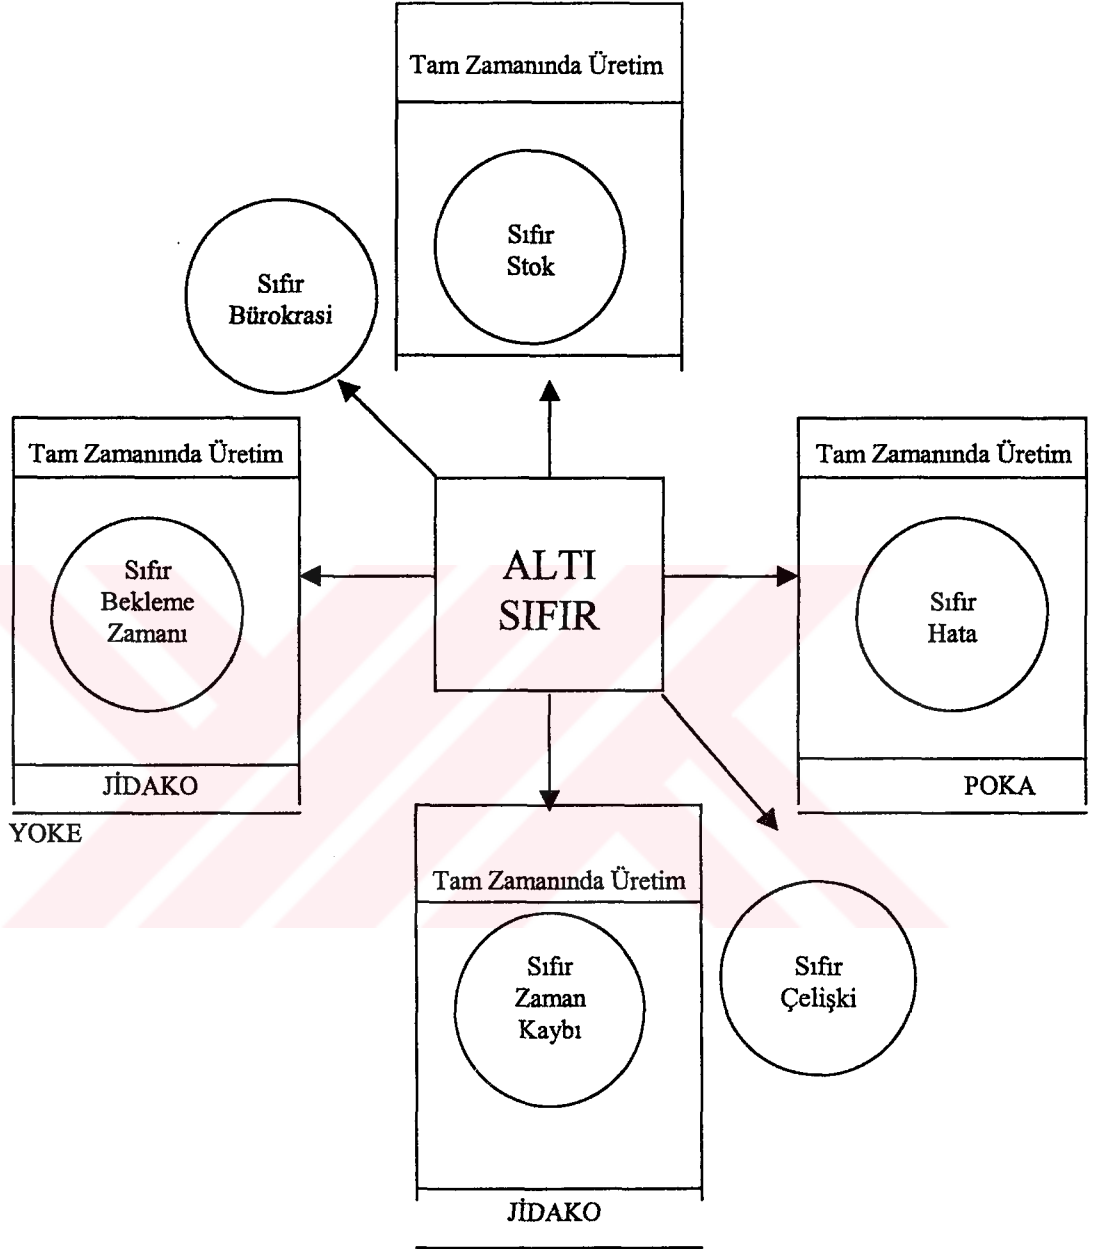 Tam Zamanında Üretim
Sıfır
Stok
Sıfır
Bürokrasi
Tam Zamanında Üretim
Sıfır
Bekleme
Zamanı
JİDAKO
YOKE
ALTI
SIFIR
Tam Zamanında Üretim
Sıfır
Hata
POKA
Tam Zamanında Üretim
Sıfır
Zaman
Kaybı
JİDAKO
Sıfır
Çelişki